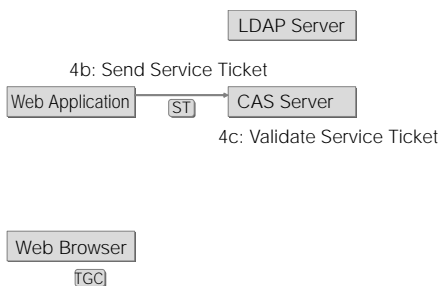 LDAP Server
4b: Send Service Ticket
Web Application
ST
CAS Server
4c: Validate Service Ticket
Web Browser
TGC